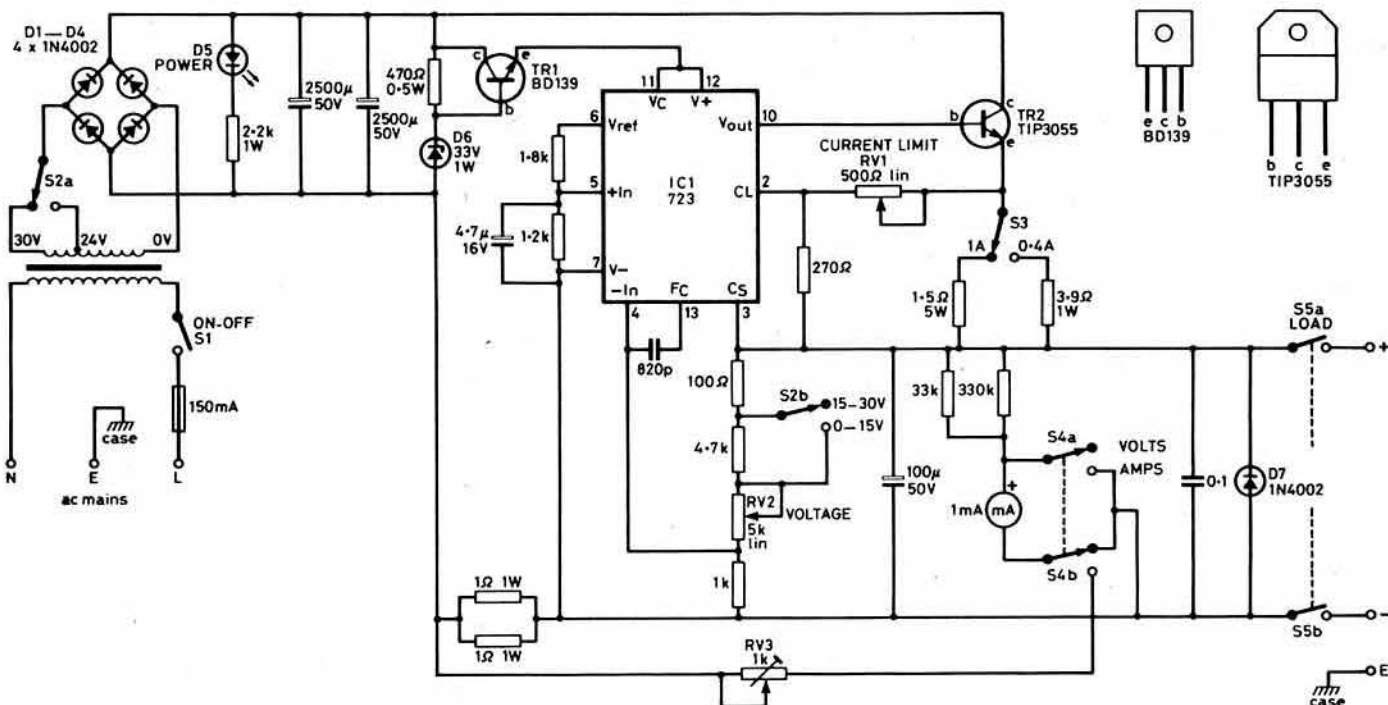 D1—D4
4 x 1N4002
D5
POWER
2·2k
1W
2500μ
50V
2500μ
50V
470Ω
0·5W
c
e
b
TR1
BD139
D6
33V
1W
11
12
VC
V+
6
Vref
Vout
10
1·8k
5
+In
IC1
723
CL
2
4·7μ
16V
1·2k
7
V−
−In
FC
CS
4
13
3
820p
CURRENT LIMIT
RV1
500Ω lin
270Ω
b
c
e
TR2
TIP3055
e c b
BD139
b c e
TIP3055
S2a
30V
24V
0V
ON-OFF
S1
150mA
case
N
E
L
ac mains
S3
1A
0·4A
1·5Ω
5W
3·9Ω
1W
100Ω
S2b
15—30V
0—15V
4·7k
RV2
5k
lin
VOLTAGE
1k
33k
330k
S4a
VOLTS
AMPS
+
1mA
mA
S4b
100μ
50V
0·1
D7
1N4002
S5a
LOAD
+
S5b
−
1Ω 1W
1Ω 1W
RV3
1k
E
case